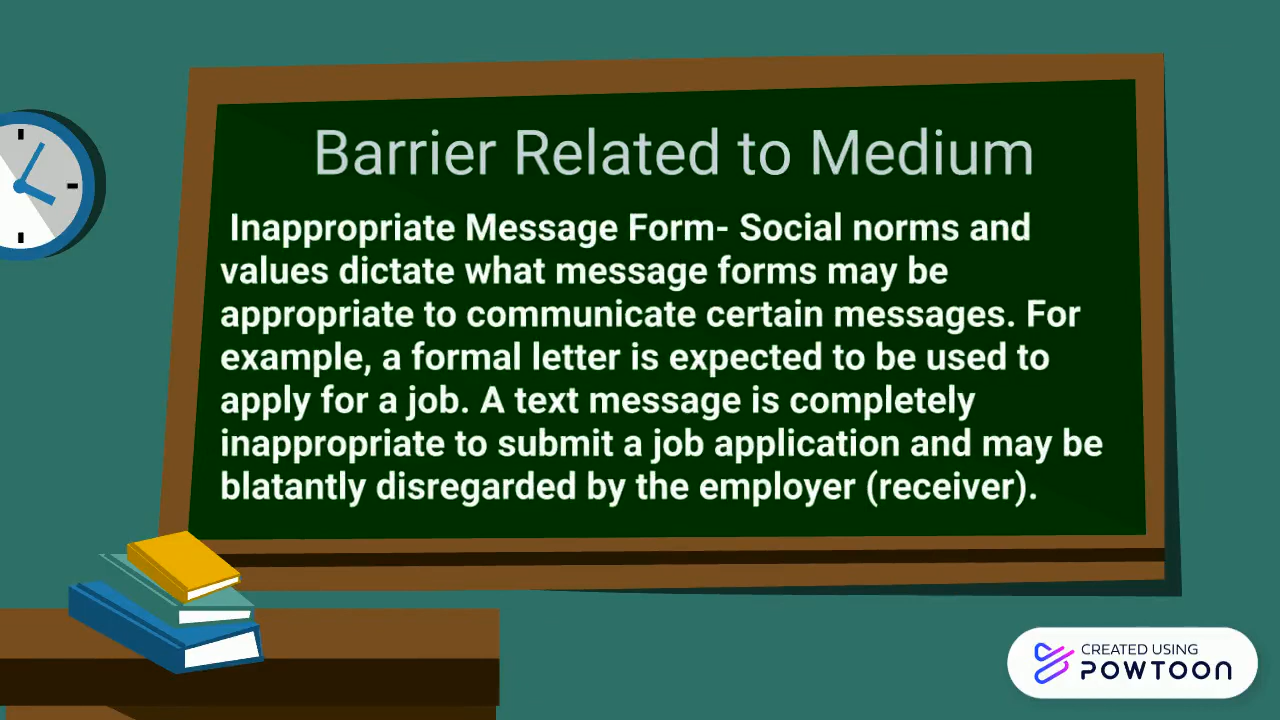 Barrier Related to Medium
Inappropriate Message Form- Social norms and
values dictate what message forms may be
appropriate to communicate certain messages. For
example, a formal letter is expected to be used to
apply for a job. A text message is completely
inappropriate to submit a job application and may be
blatantly disregarded by the employer (receiver).
CREATED USING
POWTOON